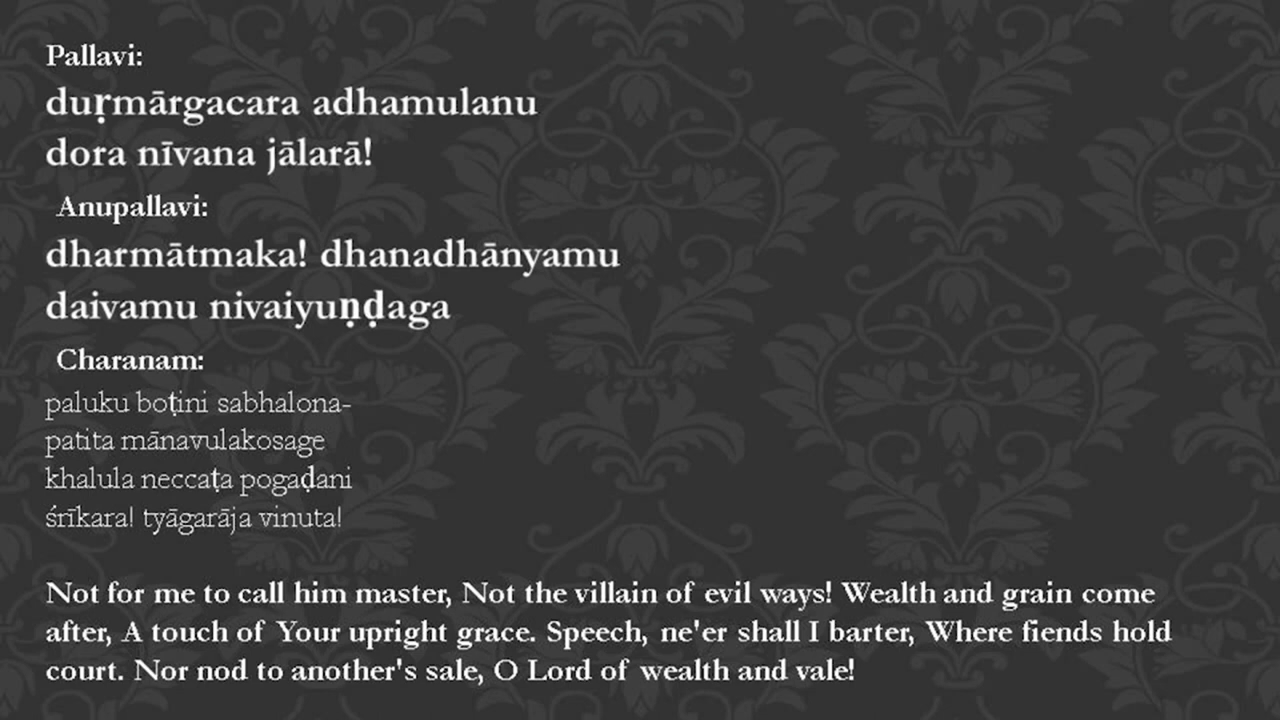 Pallavi:
duṛmārgacara adhamulanu
dora nīvana jālarā!
Anupallavi:
dharmātmaka! dhanadhānyamu
daivamu nivaiyuṇḍaga
Charanam:
paluku boṭini sabhalona-
patita mānavulakosage
khalula neccaṭa pogaḍani
śrīkara! tyāgarāja vinuta!
Not for me to call him master, Not the villain of evil ways! Wealth and grain come
after, A touch of Your upright grace. Speech, ne'er shall I barter, Where fiends hold
court. Nor nod to another's sale, O Lord of wealth and vale!